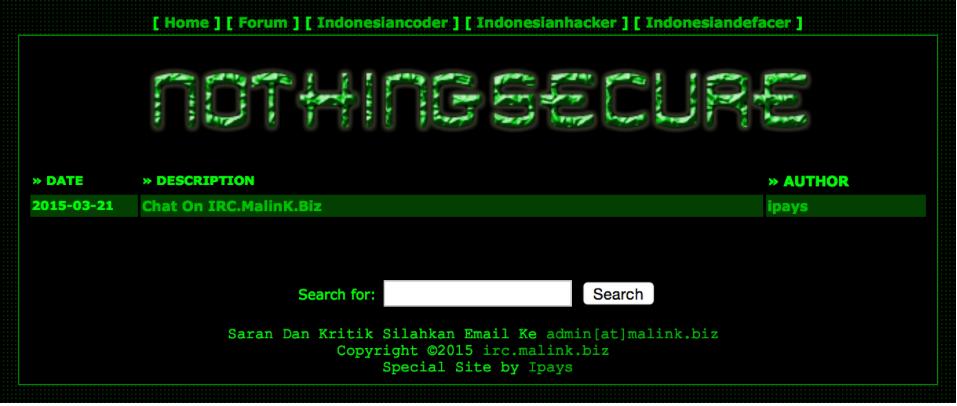 [ Home ] [ Forum ] [ Indonesiancoder ] [ Indonesianhacker ] [ Indonesiandefacer ]
NOTHINGSECURE
» DATE » DESCRIPTION » AUTHOR
2015-03-21 Chat On IRC.MalinK.Biz ipays
Search for: Search
Saran Dan Kritik Silahkan Email Ke admin[at]malink.biz
Copyright ©2015 irc.malink.biz
Special Site by Ipays